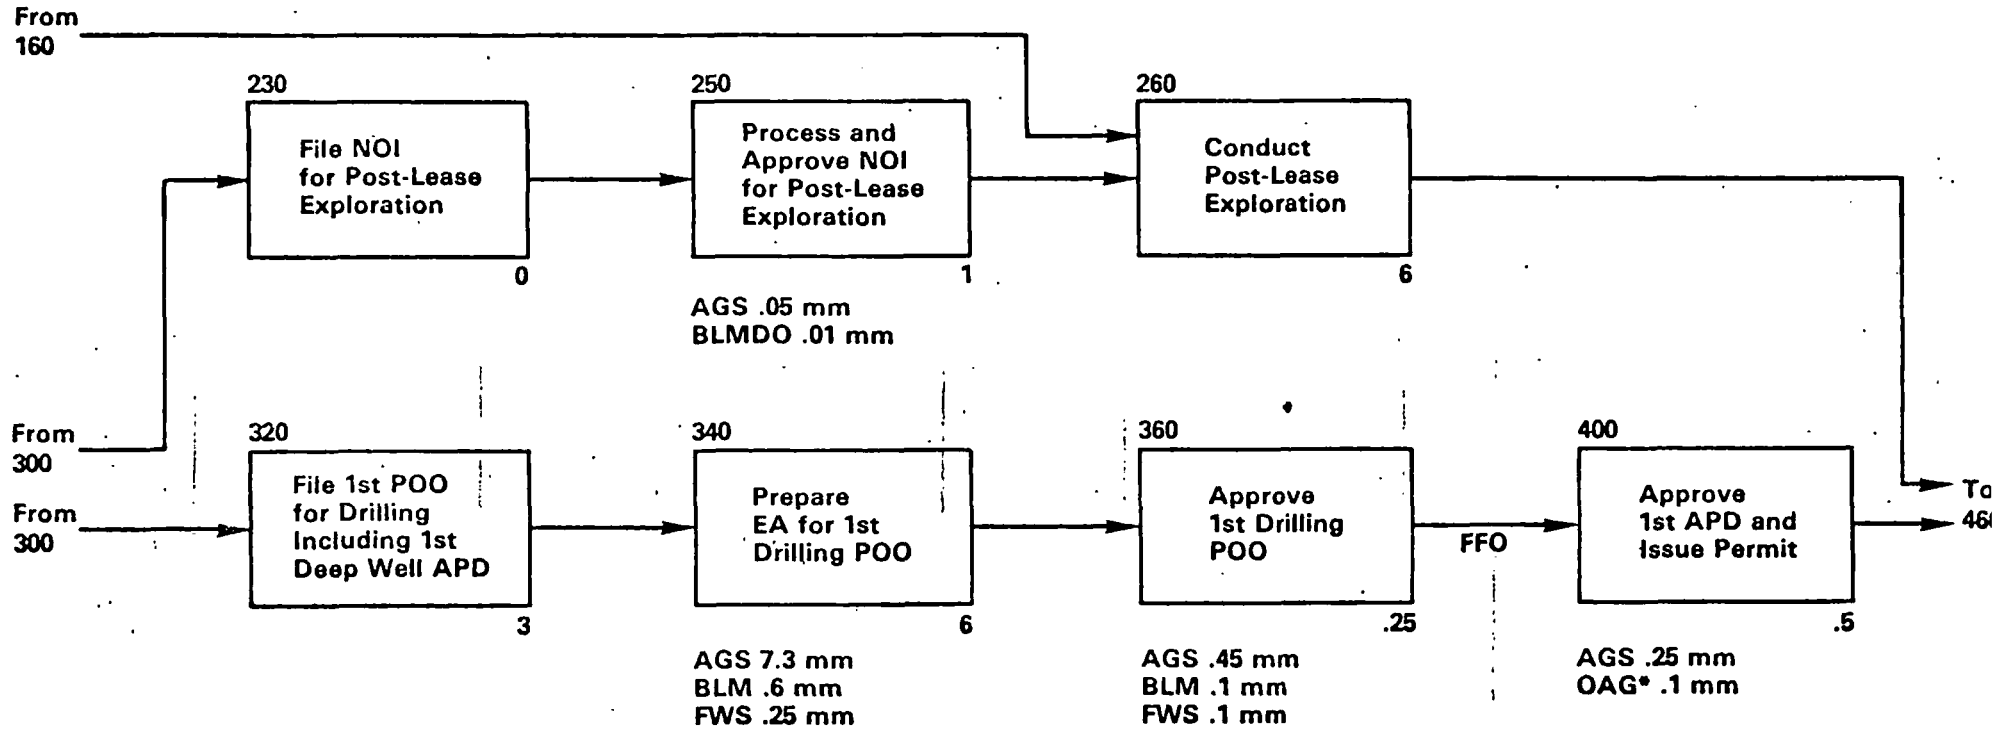 From
160
230
File NOI
for Post-Lease
Exploration
0
250
Process and
Approve NOI
for Post-Lease
Exploration
1
AGS .05 mm
BLMDO .01 mm
260
Conduct
Post-Lease
Exploration
6
From
300
From
300
320
File 1st POO
for Drilling
Including 1st
Deep Well APD
3
340
Prepare
EA for 1st
Drilling POO
6
AGS 7.3 mm
BLM .6 mm
FWS .25 mm
360
Approve
1st Drilling
POO
.25
AGS .45 mm
BLM .1 mm
FWS .1 mm
FFO
400
Approve
1st APD and
Issue Permit
.5
AGS .25 mm
OAG* .1 mm
To